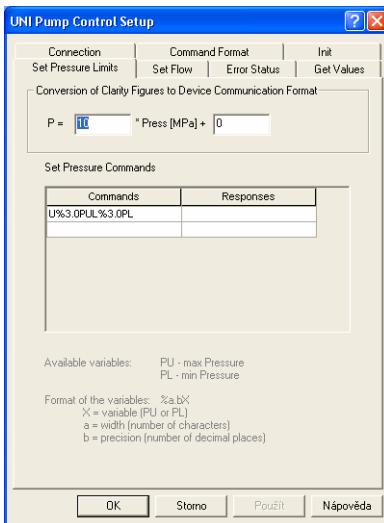 UNI Pump Control Setup
Connection Command Format Init
Set Pressure Limits Set Flow Error Status Get Values
Conversion of Clarity Figures to Device Communication Format
P = 10 * Press [MPa] + 0
Set Pressure Commands
Commands Responses
U%3.0PUL%3.0PL
Available variables: PU - max Pressure
PL - min Pressure
Format of the variables: %a.bX
X = variable (PU or PL)
a = width (number of characters)
b = precision (number of decimal places)
OK Storno Použít Nápověda